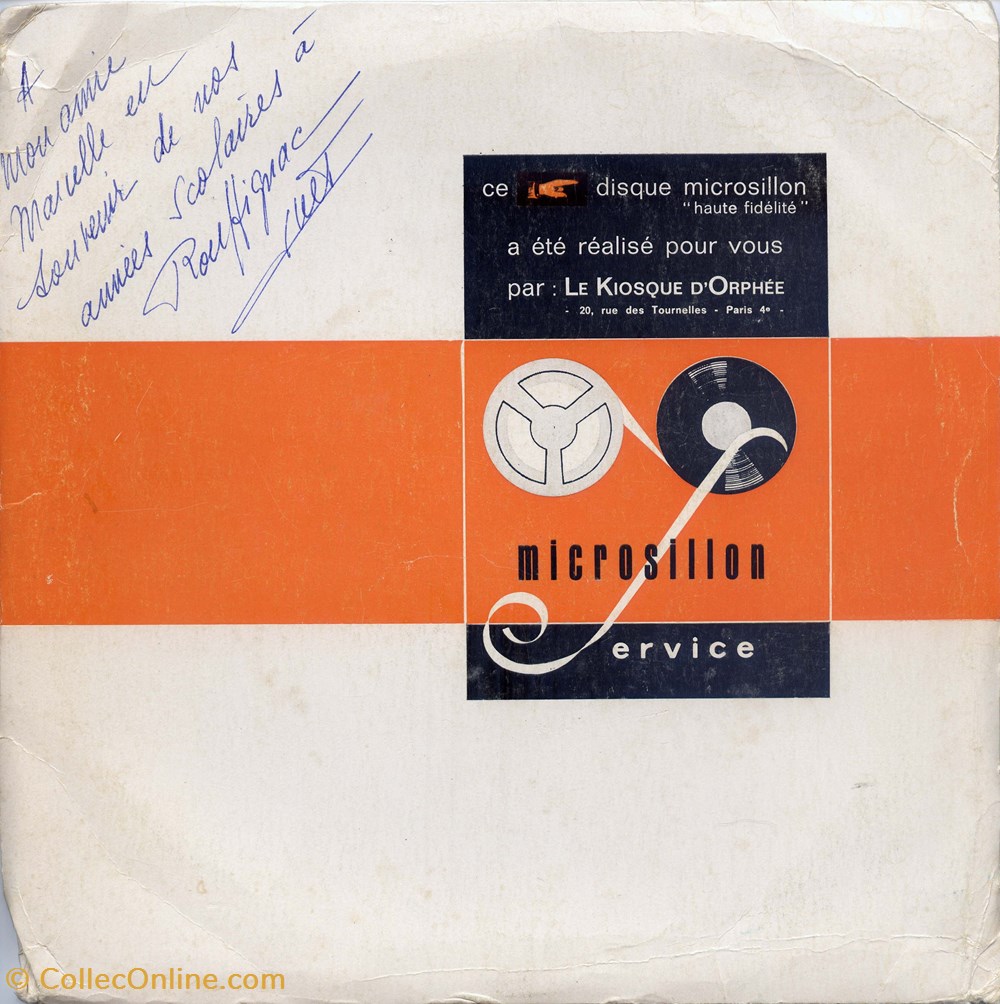 A
mon amie
Marcelle en
souvenir de nos
années scolaires à
Rouffignac
ce disque microsillon
"haute fidélité"
a été réalisé pour vous
par : LE KIOSQUE D'ORPHÉE
- 20, rue des Tournelles - Paris 4e -
microsillon
Service
© CollecOnline.com